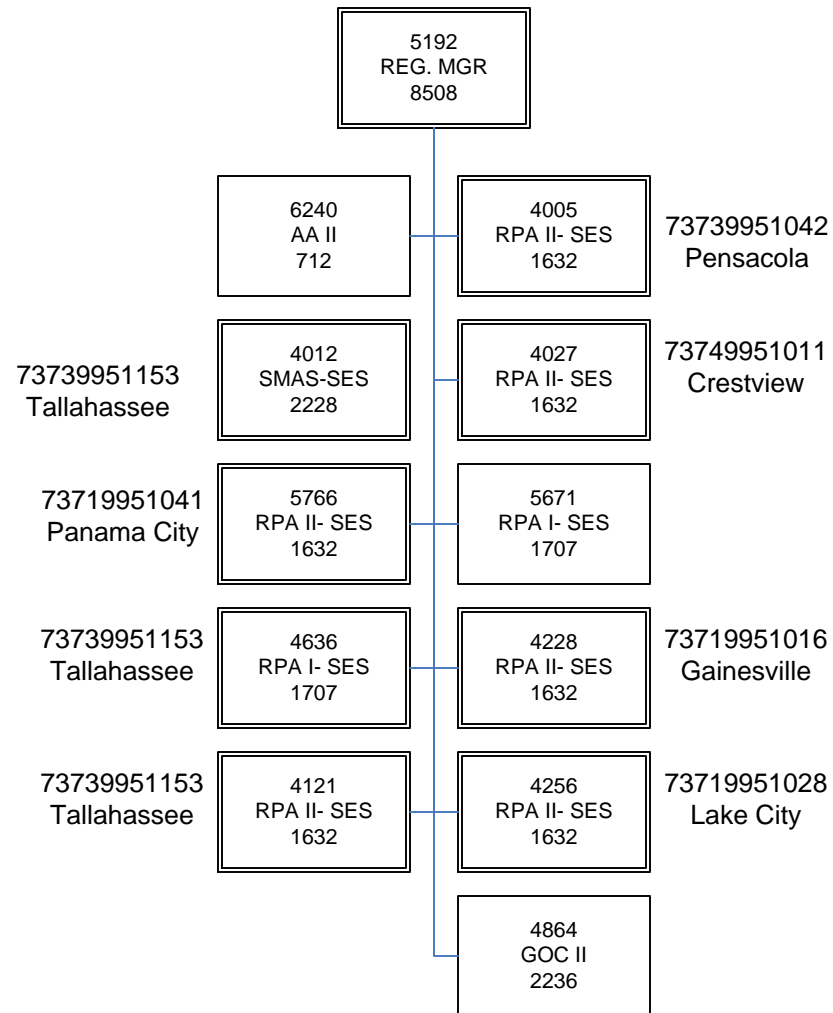 5192
REG. MGR
8508
6240
AA II
712
4005
RPA II- SES
1632
73739951042
Pensacola
73739951153
Tallahassee
4012
SMAS-SES
2228
4027
RPA II- SES
1632
73749951011
Crestview
73719951041
Panama City
5766
RPA II- SES
1632
5671
RPA I- SES
1707
73739951153
Tallahassee
4636
RPA I- SES
1707
4228
RPA II- SES
1632
73719951016
Gainesville
73739951153
Tallahassee
4121
RPA II- SES
1632
4256
RPA II- SES
1632
73719951028
Lake City
4864
GOC II
2236